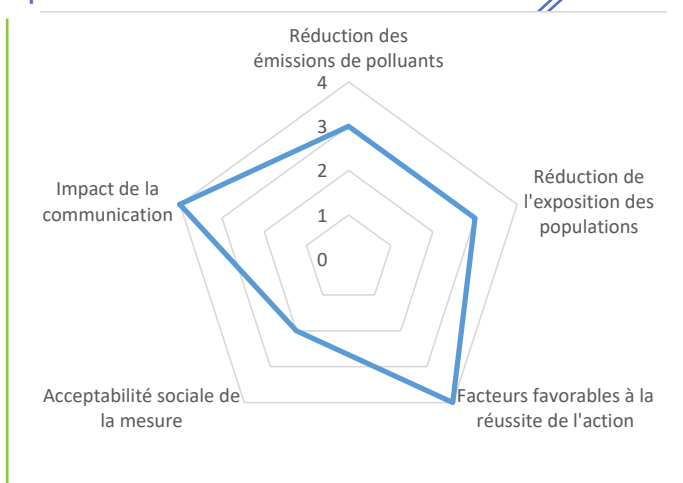 Réduction des
émissions de polluants
4
3
2
1
0
Réduction de
l'exposition des
populations
Facteurs favorables à la
réussite de l'action
Acceptabilité sociale de
la mesure
Impact de la
communication